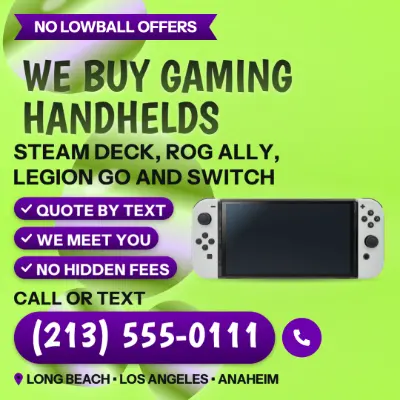 NO LOWBALL OFFERS
WE BUY GAMING
HANDHELDS
STEAM DECK, ROG ALLY,
LEGION GO AND SWITCH
QUOTE BY TEXT
WE MEET YOU
NO HIDDEN FEES
CALL OR TEXT
(213) 555-0111
LONG BEACH • LOS ANGELES • ANAHEIM